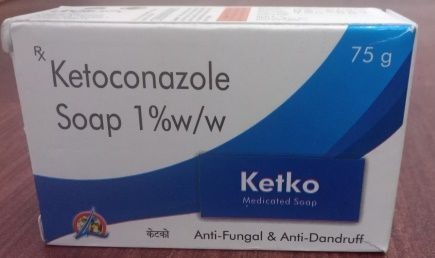 Rx Ketoconazole
Soap 1%w/w
75 g
Ketko
Medicated Soap
केटको
Anti-Fungal & Anti-Dandruff